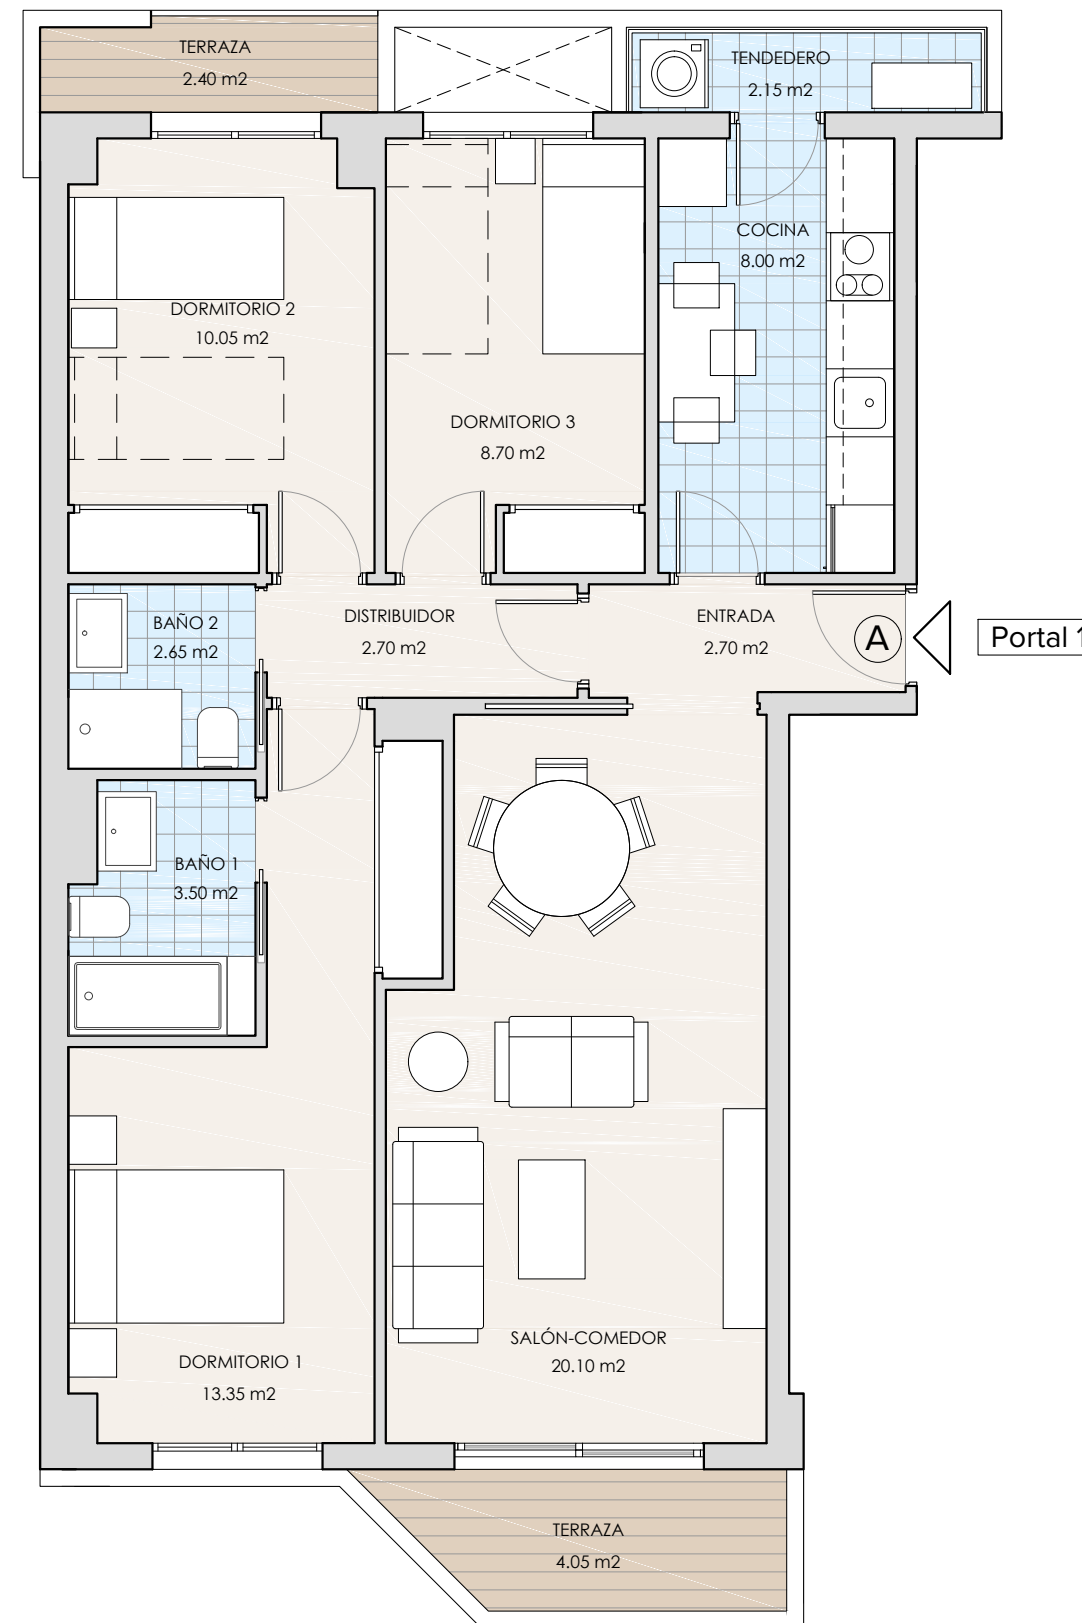 TERRAZA
2.40 m2
TENDEDERO
2.15 m2
COCINA
8.00 m2
DORMITORIO 2
10.05 m2
DORMITORIO 3
8.70 m2
BAÑO 2
2.65 m2
DISTRIBUIDOR
2.70 m2
ENTRADA
2.70 m2
A
Portal 1
BAÑO 1
3.50 m2
SALÓN-COMEDOR
20.10 m2
DORMITORIO 1
13.35 m2
TERRAZA
4.05 m2